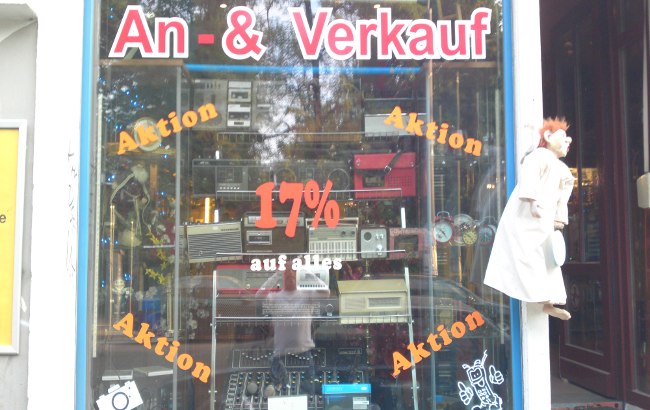 An - & Verkauf
Aktion
Aktion
17%
auf alles
Aktion
Aktion
e